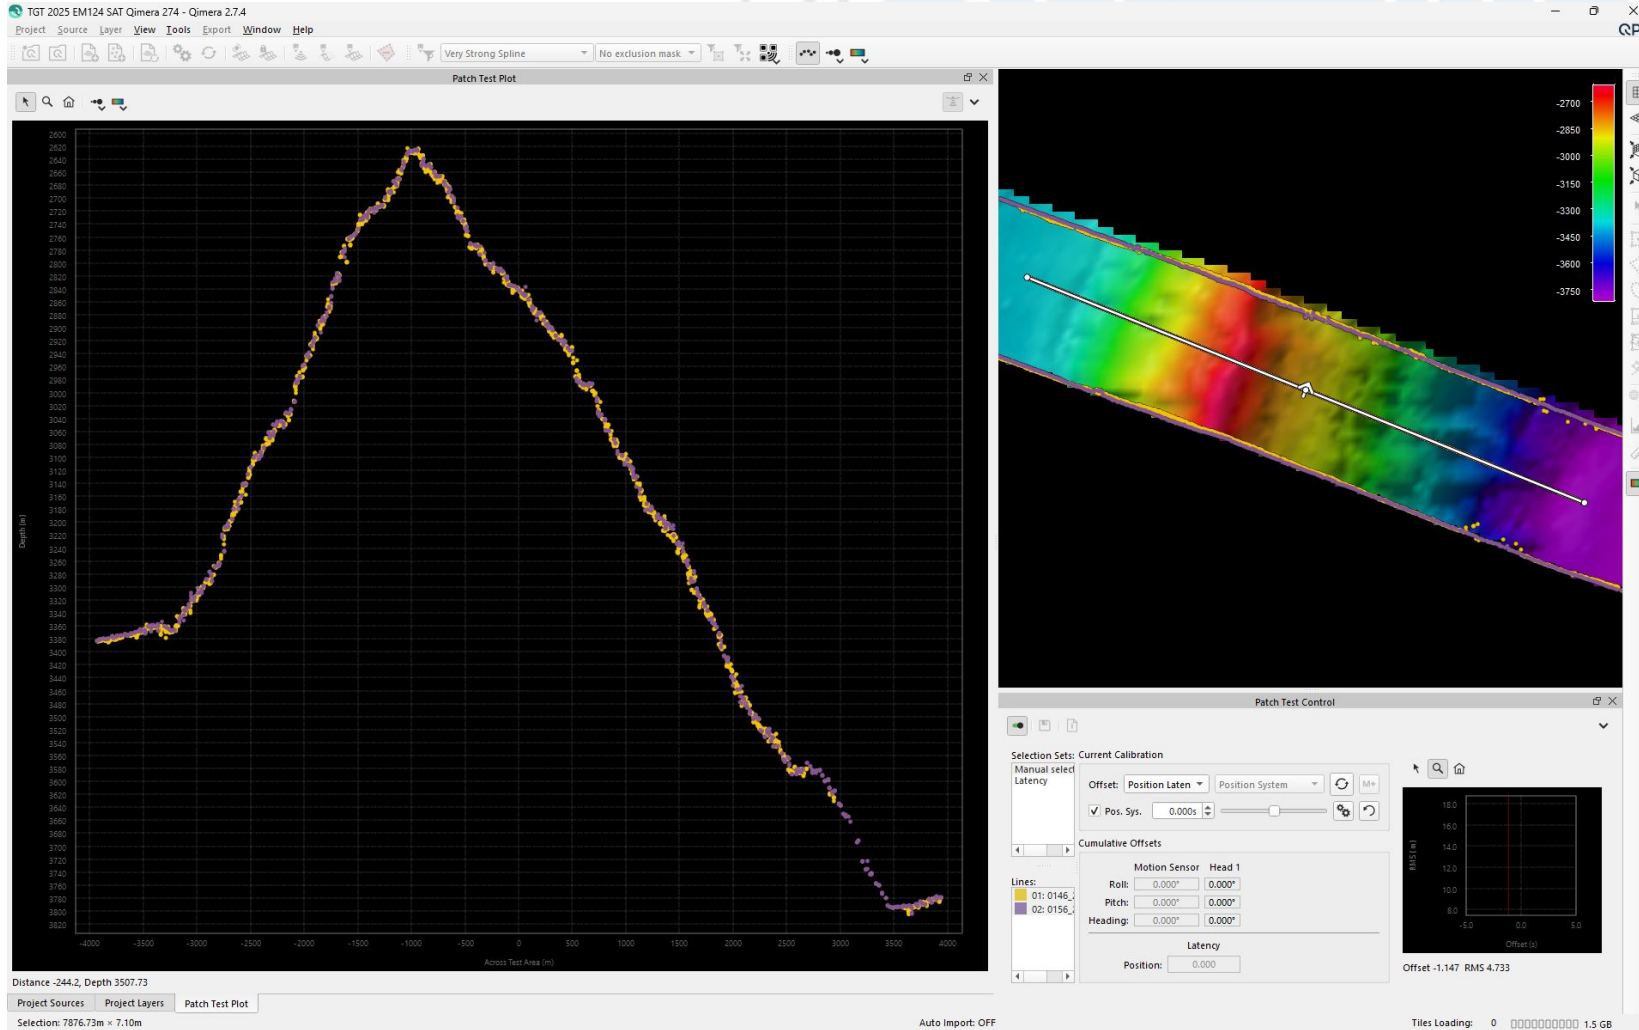 TGT 2025 EM124 SAT Qimera 274 - Qimera 2.7.4
Project Source Layer View Tools Export Window Help
Very Strong Spline No exclusion mask
Patch Test Plot
2600
2620
2640
2660
2680
2700
2720
2740
2760
2780
2800
2820
2840
2860
2880
2900
2920
2940
2960
2980
3000
3020
3040
3060
3080
3100
3120
3140
3160
3180
3200
3220
3240
3260
3280
3300
3320
3340
3360
3380
3400
3420
3440
3460
3480
3500
3520
3540
3560
3580
3600
3620
3640
3660
3680
3700
3720
3740
3760
3780
3800
3820
Depth (m)
-4000 -3500 -3000 -2500 -2000 -1500 -1000 -500 0 500 1000 1500 2000 2500 3000 3500 4000
Across Test Area (m)
Distance -244.2, Depth 3507.73
Project Sources Project Layers Patch Test Plot
Selection: 7876.73m × 7.10m
Auto Import: OFF
-2700
-2850
-3000
-3150
-3300
-3450
-3600
-3750
Patch Test Control
Selection Sets:
Manual select
Latency
Lines:
01: 0146_
02: 0156_
Current Calibration
Offset: Position Laten Position System M+
Pos. Sys. 0.000s
Cumulative Offsets
Motion Sensor Head 1
Roll: 0.000° 0.000°
Pitch: 0.000° 0.000°
Heading: 0.000° 0.000°
Latency
Position: 0.000
RMS (m)
18.0
16.0
14.0
12.0
10.0
8.0
-5.0 0.0 5.0
Offset (s)
Offset -1.147 RMS 4.733
Tiles Loading: 0 1.5 GB